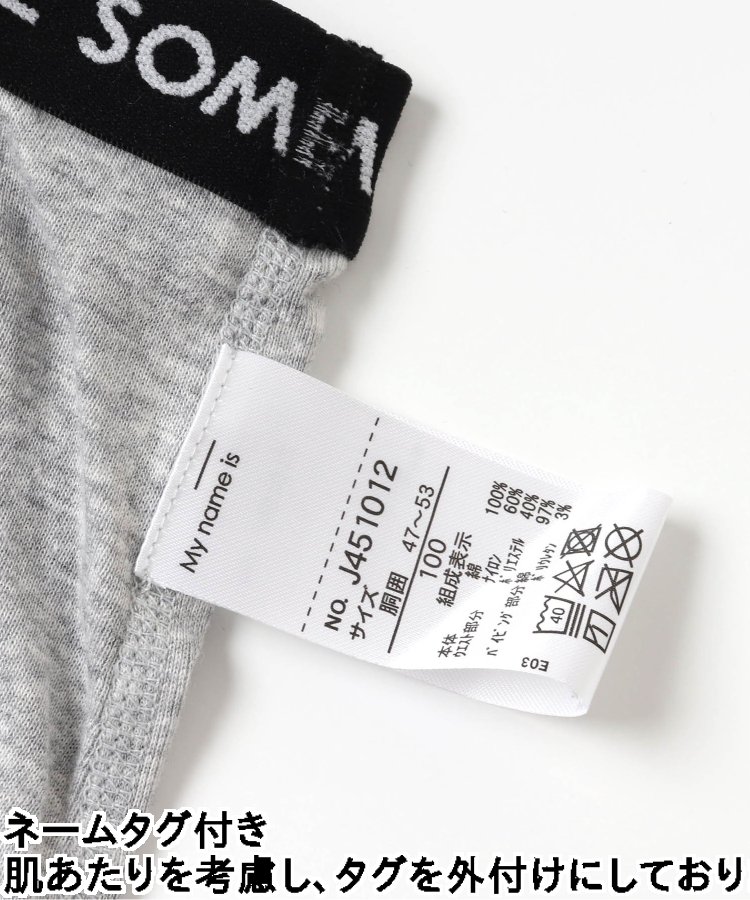 SOM
My name is
NO. J451012
サイズ
胴囲 47～53
100
組成表示
本体 綿 100%
ウエスト部分 ナイロン 60%
ポリエステル 40%
パイピング部分 綿 97%
ポリウレタン 3%
40
E03
ネームタグ付き
肌あたりを考慮し、タグを外付けにしており